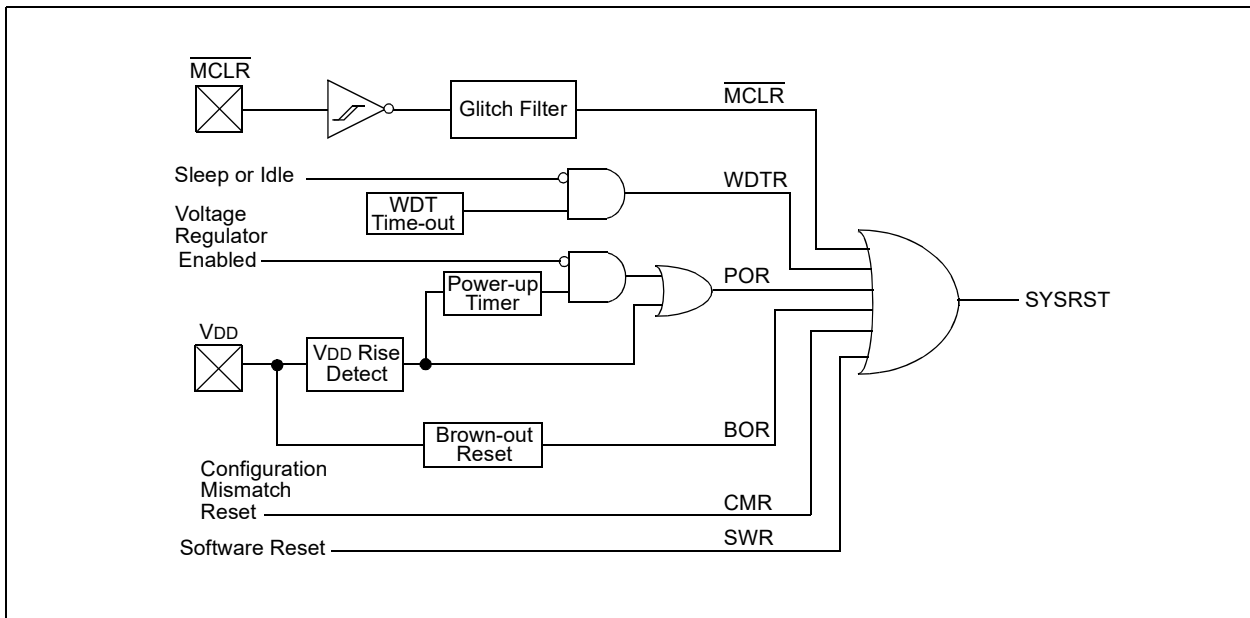 MCLR
Glitch Filter
MCLR
Sleep or Idle
WDTR
WDT
Time-out
Voltage
Regulator
Enabled
Power-up
Timer
POR
SYSRST
VDD
VDD Rise
Detect
Brown-out
Reset
BOR
Configuration
Mismatch
Reset
CMR
Software Reset
SWR